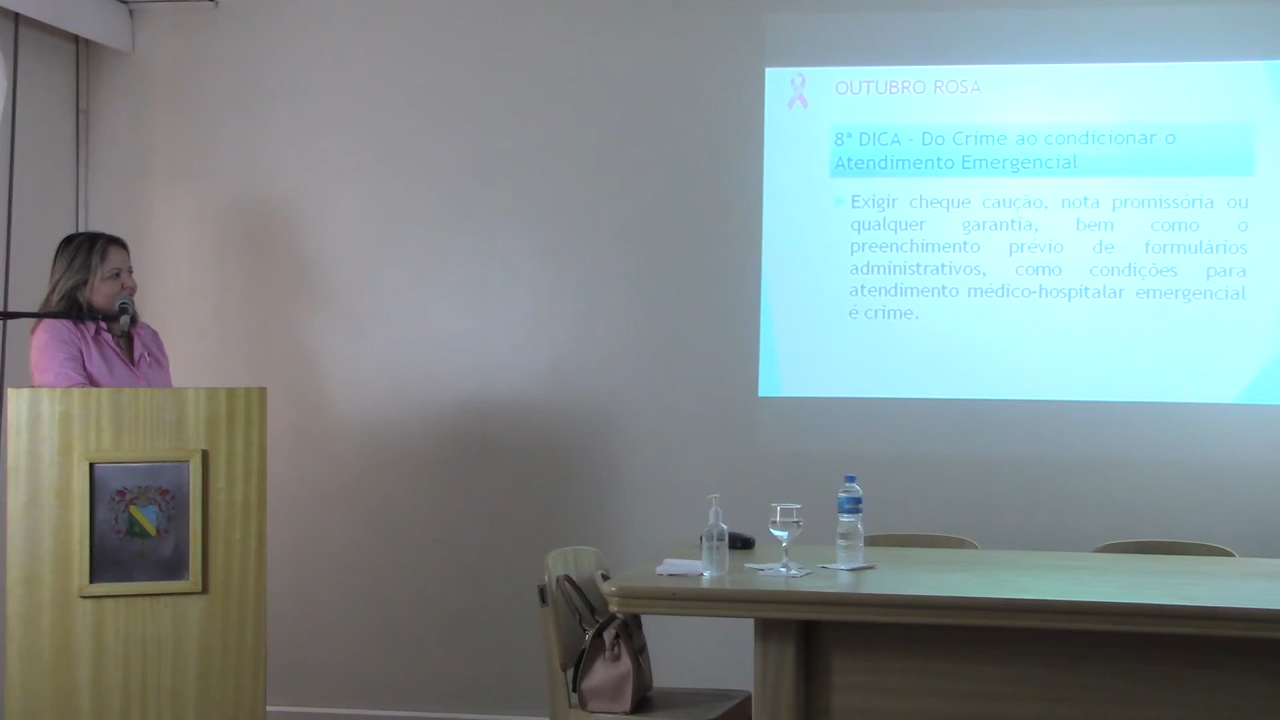 OUTUBRO ROSA
8ª DICA - Do Crime ao condicionar o
Atendimento Emergencial
Exigir cheque caução, nota promissória ou
qualquer garantia, bem como o
preenchimento prévio de formulários
administrativos, como condições para
atendimento médico-hospitalar emergencial
é crime.